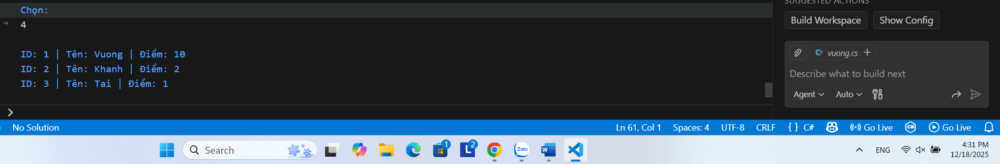 Chọn:
4
ID: 1 | Tên: Vuong | Điểm: 10
ID: 2 | Tên: Khanh | Điểm: 2
ID: 3 | Tên: Tai | Điểm: 1
SUGGESTED ACTIONS
Build Workspace Show Config
C# vuong.cs
Describe what to build next
Agent Auto
No Solution Ln 61, Col 1 Spaces: 4 UTF-8 CRLF { } C# Go Live C# Go Live
Search 1 L 2 Zalo W ENG 4:31 PM
12/18/2025